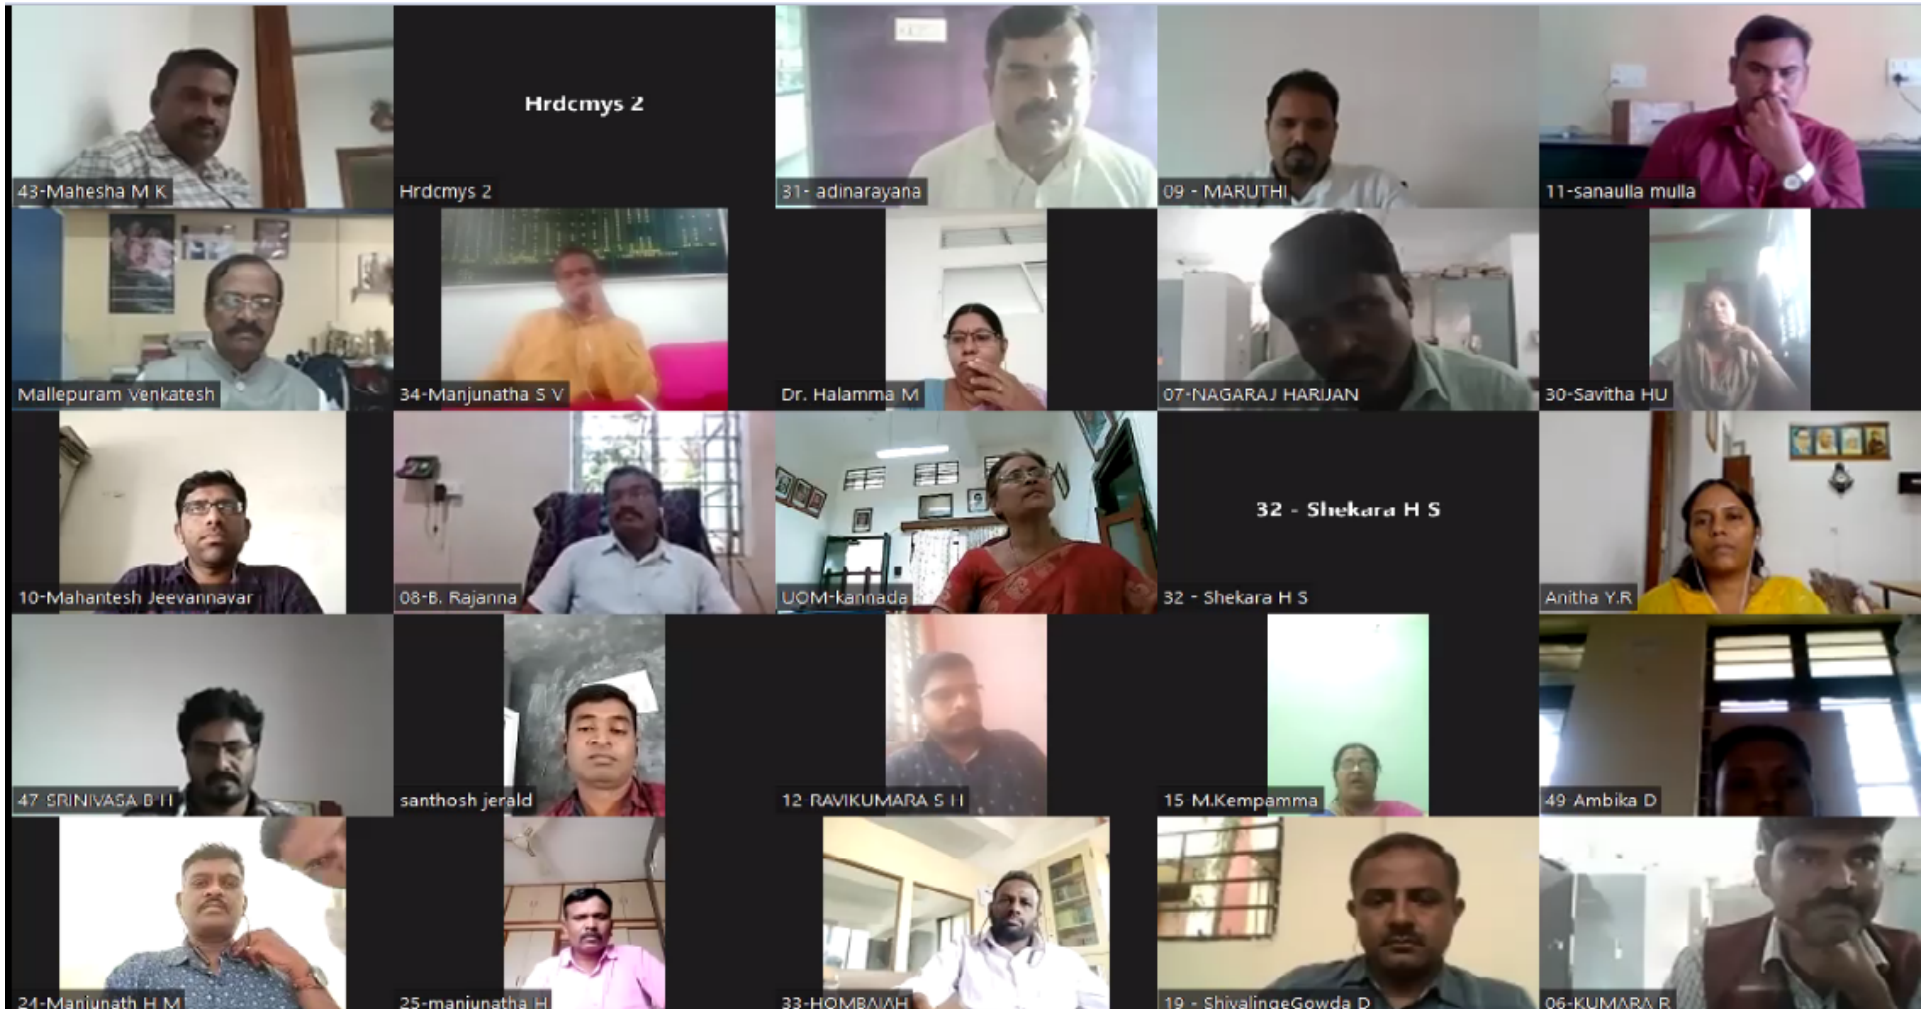 Hrdcmys 2
43-Mahesha M K
Hrdcmys 2
31- adinarayana
09 - MARUTHI
11-sanaulla mulla
Mallepuram Venkatesh
34-Manjunatha S V
Dr. Halamma M
07-NAGARAJ HARIJAN
30-Savitha HU
32 - Shekara H S
10-Mahantesh Jeevannavar
08-B. Rajanna
UOM-kannada
32 - Shekara H S
Anitha Y.R
47 SRINIVASA B H
santhosh jerald
12 RAVIKUMARA S H
15 M.Kempamma
49 Ambika D
24-Manjunath H M
25-manjunatha H
33-HOMBAIAH
19 - ShivalingeGowda D
06-KUMARA R